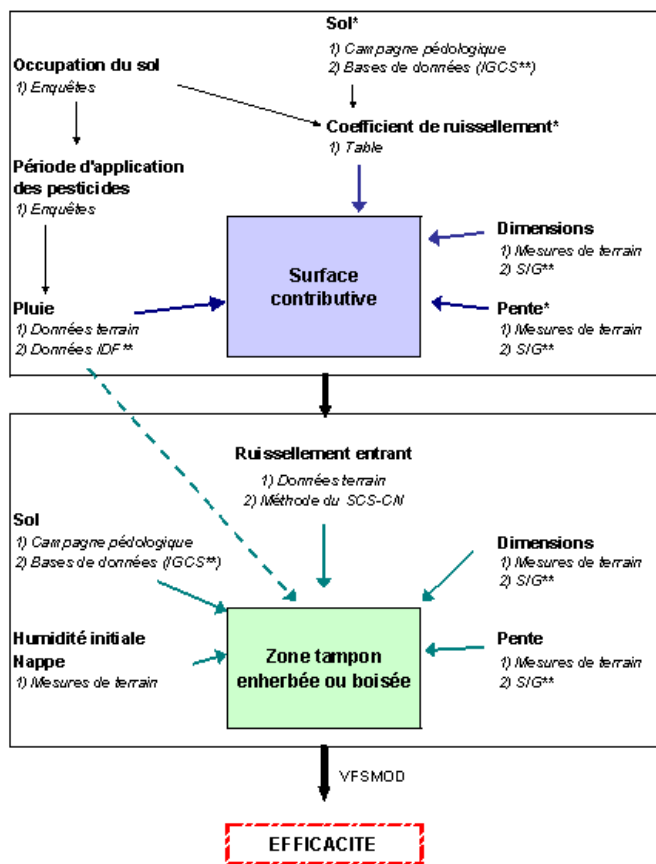 Sol*
1) Campagne pédologique
2) Bases de données (IGCS**)
Occupation du sol
1) Enquêtes
Coefficient de ruissellement*
1) Table
Période d'application
des pesticides
1) Enquêtes
Dimensions
1) Mesures de terrain
2) SIG**
Surface
contributive
Pluie
1) Données terrain
2) Données IDF**
Pente*
1) Mesures de terrain
2) SIG**
Ruissellement entrant
1) Données terrain
2) Méthode du SCS-CN
Sol
1) Campagne pédologique
2) Bases de données (IGCS**)
Dimensions
1) Mesures de terrain
2) SIG**
Humidité initiale
Nappe
1) Mesures de terrain
Zone tampon
enherbée ou boisée
Pente
1) Mesures de terrain
2) SIG**
VFSMOD
EFFICACITE